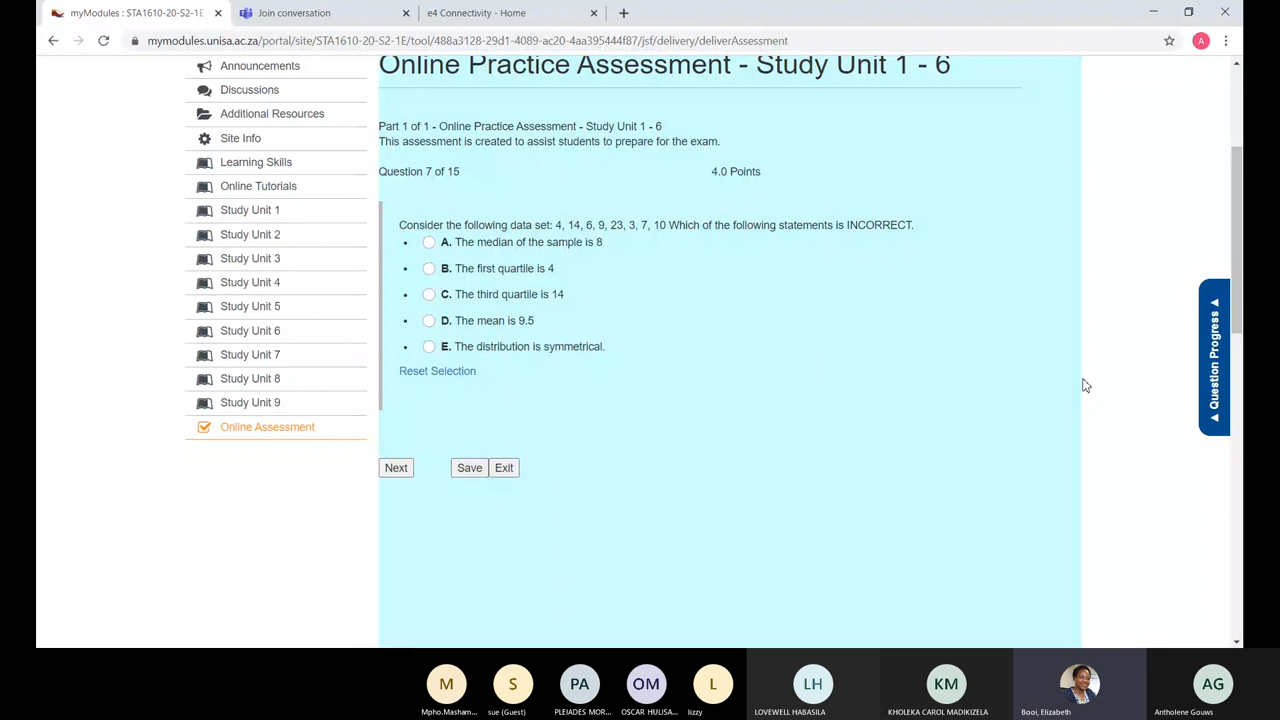 myModules : STA1610-20-S2-1E
Join conversation
e4 Connectivity - Home
mymodules.unisa.ac.za/portal/site/STA1610-20-S2-1E/tool/488a3128-29d1-4089-ac20-4aa395444f87/jsf/delivery/deliverAssessment
A
Announcements
Discussions
Additional Resources
Site Info
Learning Skills
Online Tutorials
Study Unit 1
Study Unit 2
Study Unit 3
Study Unit 4
Study Unit 5
Study Unit 6
Study Unit 7
Study Unit 8
Study Unit 9
Online Assessment
Online Practice Assessment - Study Unit 1 - 6
Part 1 of 1 - Online Practice Assessment - Study Unit 1 - 6
This assessment is created to assist students to prepare for the exam.
Question 7 of 15 4.0 Points
Consider the following data set: 4, 14, 6, 9, 23, 3, 7, 10 Which of the following statements is INCORRECT.
A. The median of the sample is 8
B. The first quartile is 4
C. The third quartile is 14
D. The mean is 9.5
E. The distribution is symmetrical.
Reset Selection
Next Save Exit
Question Progress
M S PA OM L LH KM AG
Mpho.Masham... sue (Guest) PLEIADES MOR... OSCAR HULISA... lizzy LOVEWELL HABASILA KHOLEKA CAROL MADIKIZELA Booi, Elizabeth Antholene Gouws